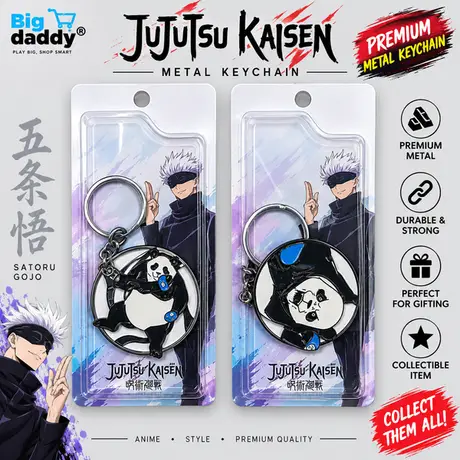 Big
daddy®
PLAY BIG, SHOP SMART
JUJUTSU KAISEN
METAL KEYCHAIN
PREMIUM
METAL KEYCHAIN
五条悟
SATORU
GOJO
JUJUTSU KAISEN
呪術廻戦
JUJUTSU KAISEN
呪術廻戦
PREMIUM
METAL
DURABLE &
STRONG
PERFECT
FOR GIFTING
COLLECTIBLE
ITEM
COLLECT
THEM ALL!
ANIME • STYLE • PREMIUM QUALITY